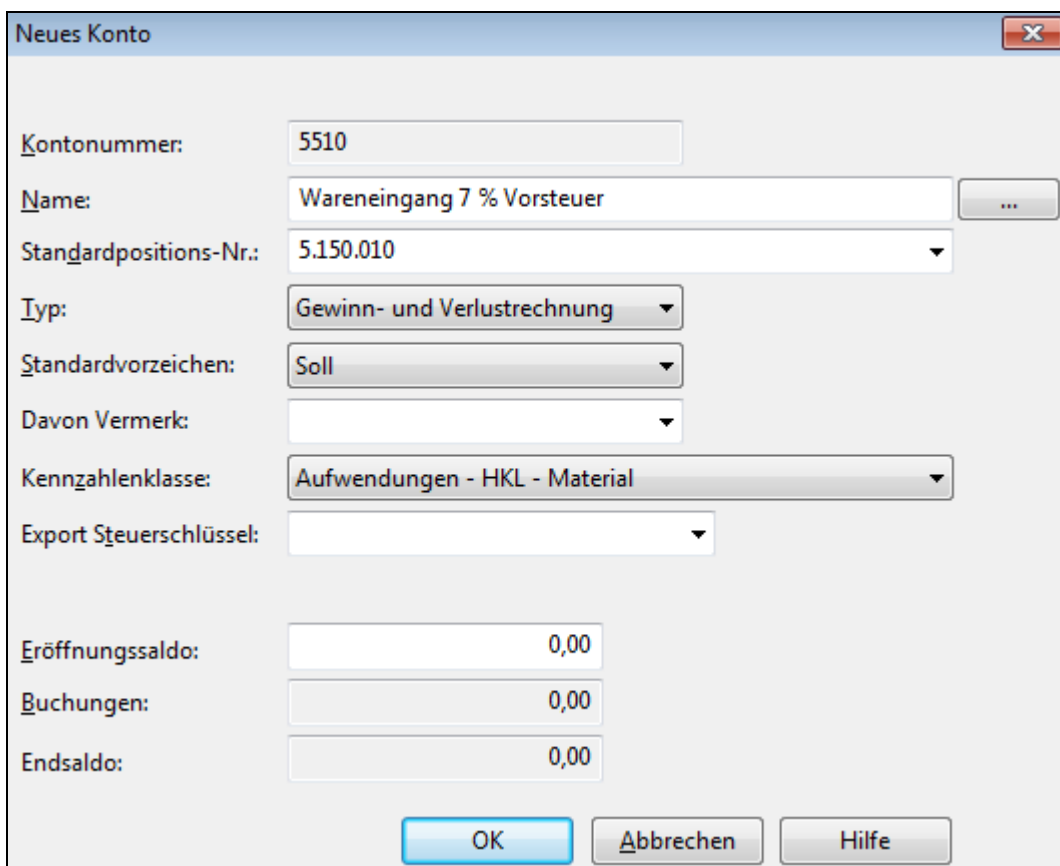 Neues Konto
Kontonummer: 5510
Name: Wareneingang 7 % Vorsteuer ...
Standardpositions-Nr.: 5.150.010
Typ: Gewinn- und Verlustrechnung
Standardvorzeichen: Soll
Davon Vermerk:
Kennzahlenklasse: Aufwendungen - HKL - Material
Export Steuerschlüssel:
Eröffnungssaldo: 0,00
Buchungen: 0,00
Endsaldo: 0,00
OK Abbrechen Hilfe